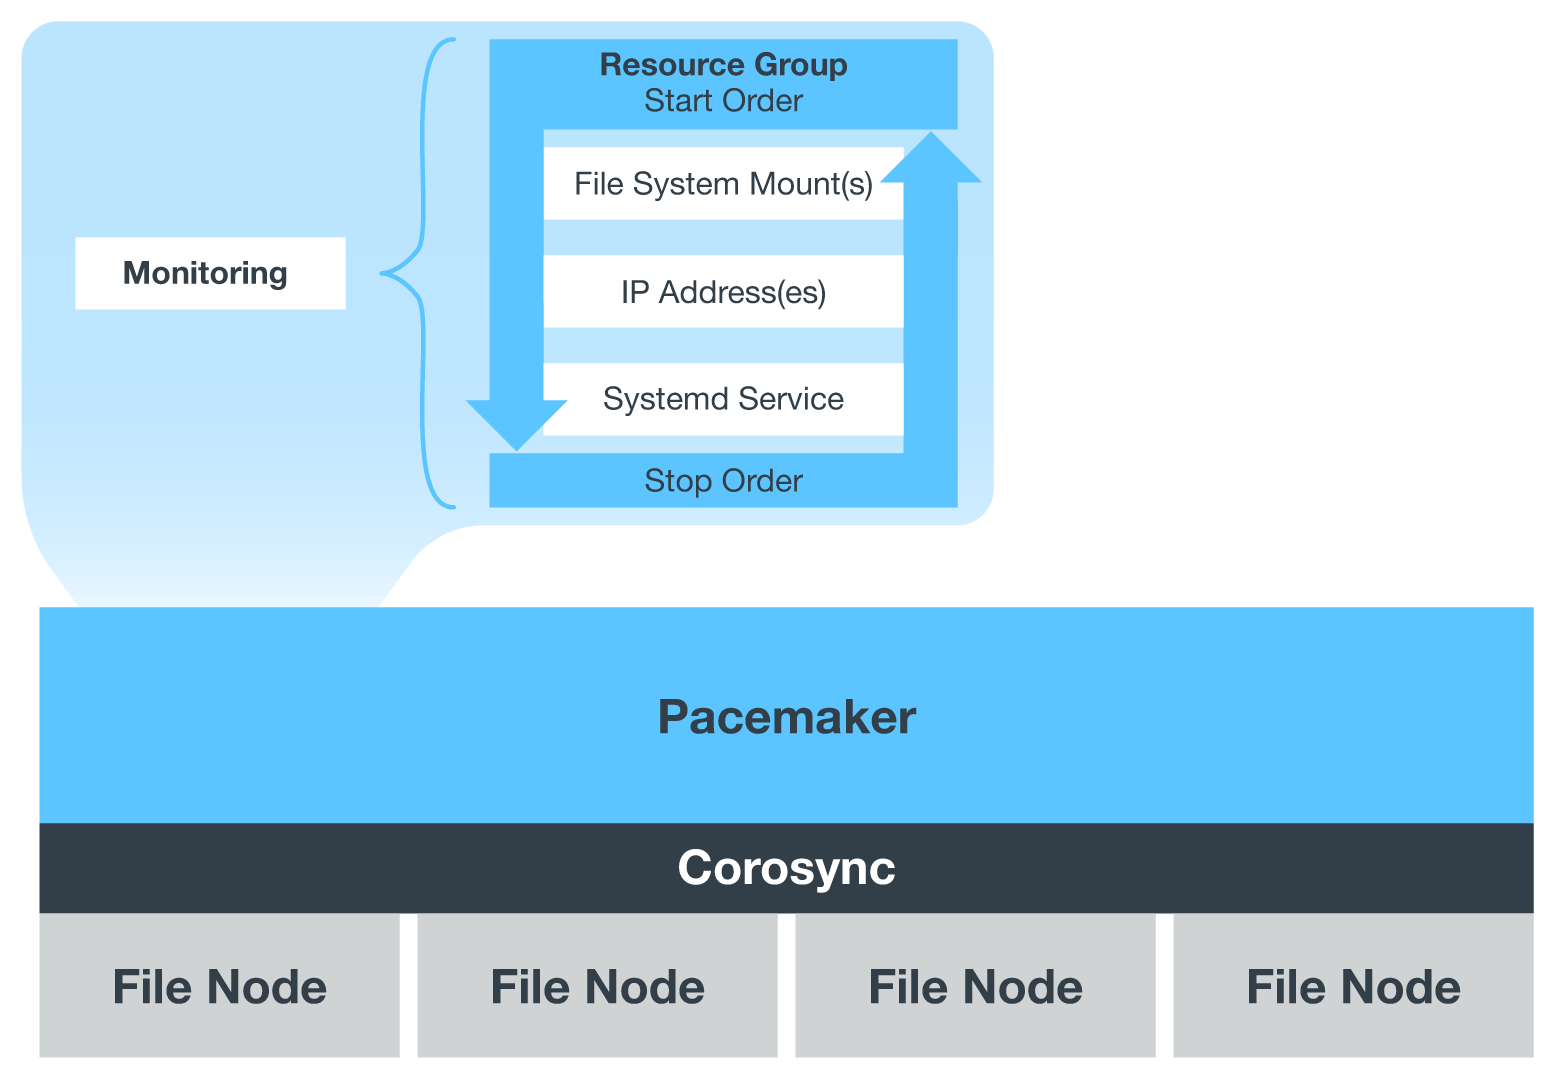 Resource Group
Start Order
File System Mount(s)
Monitoring
IP Address(es)
Systemd Service
Stop Order
Pacemaker
Corosync
File Node
File Node
File Node
File Node